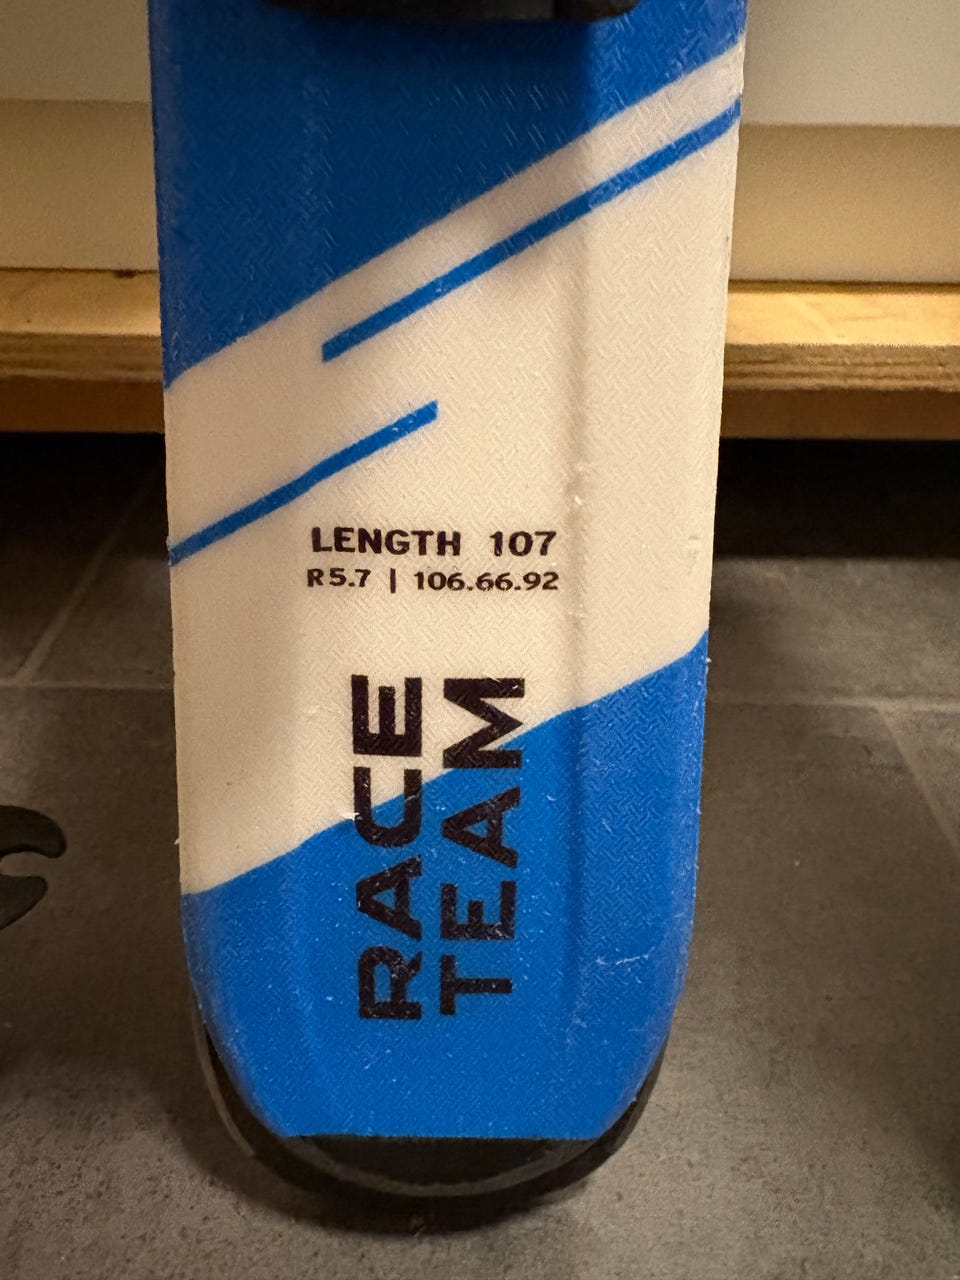 LENGTH 107
R5.7 | 106.66.92
RACE
TEAM